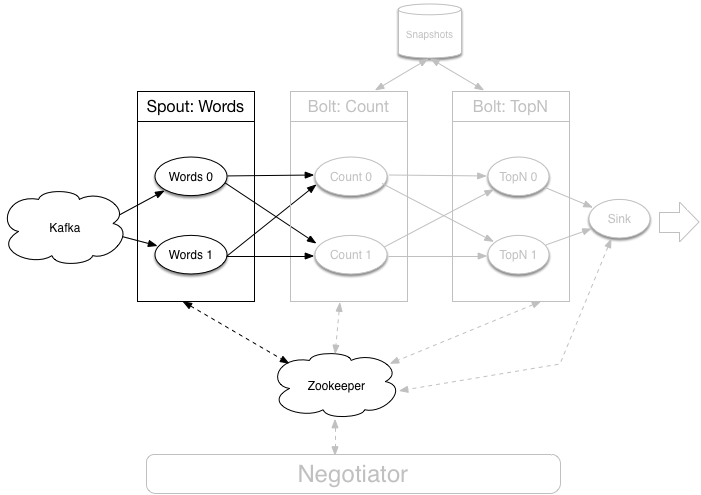 Snapshots
Spout: Words
Bolt: Count
Bolt: TopN
Words 0
Count 0
TopN 0
Kafka
Sink
Words 1
Count 1
TopN 1
Zookeeper
Negotiator